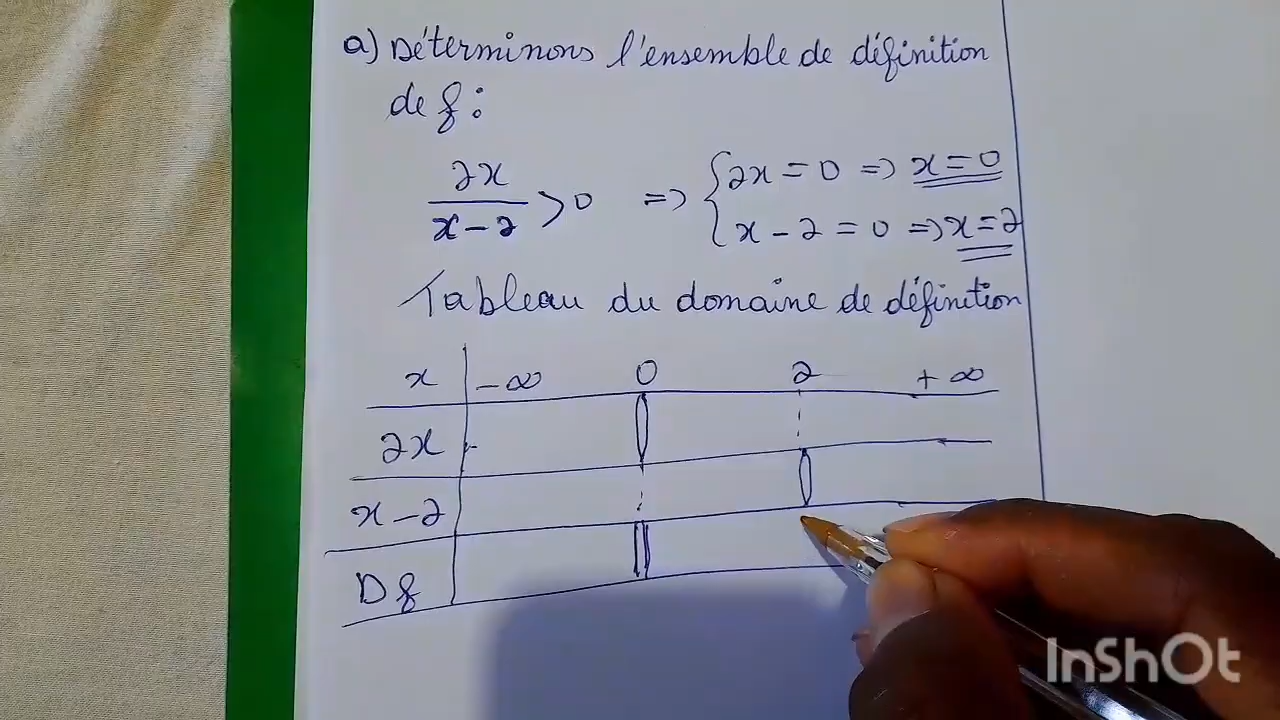 a) Déterminons l'ensemble de définition
de f :
2x / x-2 > 0 => { 2x = 0 => x = 0
x - 2 = 0 => x = 2
Tableau du domaine de définition
x -∞ 0 2 +∞
2x -
x-2
Df
InShOt